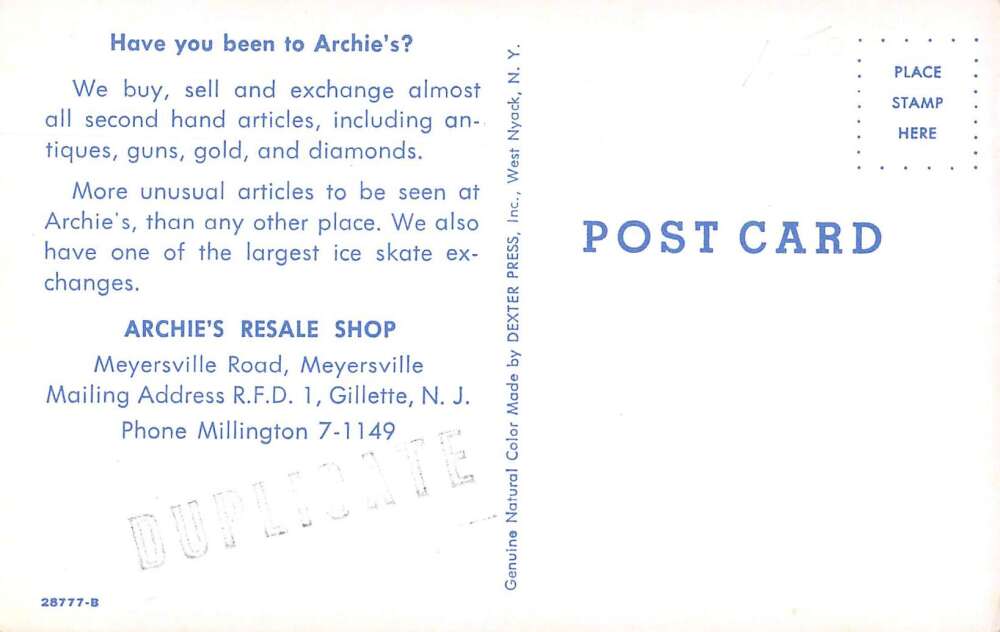 Have you been to Archie's?
We buy, sell and exchange almost
all second hand articles, including an-
tiques, guns, gold, and diamonds.
More unusual articles to be seen at
Archie's, than any other place. We also
have one of the largest ice skate ex-
changes.
ARCHIE'S RESALE SHOP
Meyersville Road, Meyersville
Mailing Address R.F.D. 1, Gillette, N. J.
Phone Millington 7-1149
DUPLICATE
28777-B
Genuine Natural Color Made by DEXTER PRESS, Inc., West Nyack, N. Y.
PLACE
STAMP
HERE
POST CARD